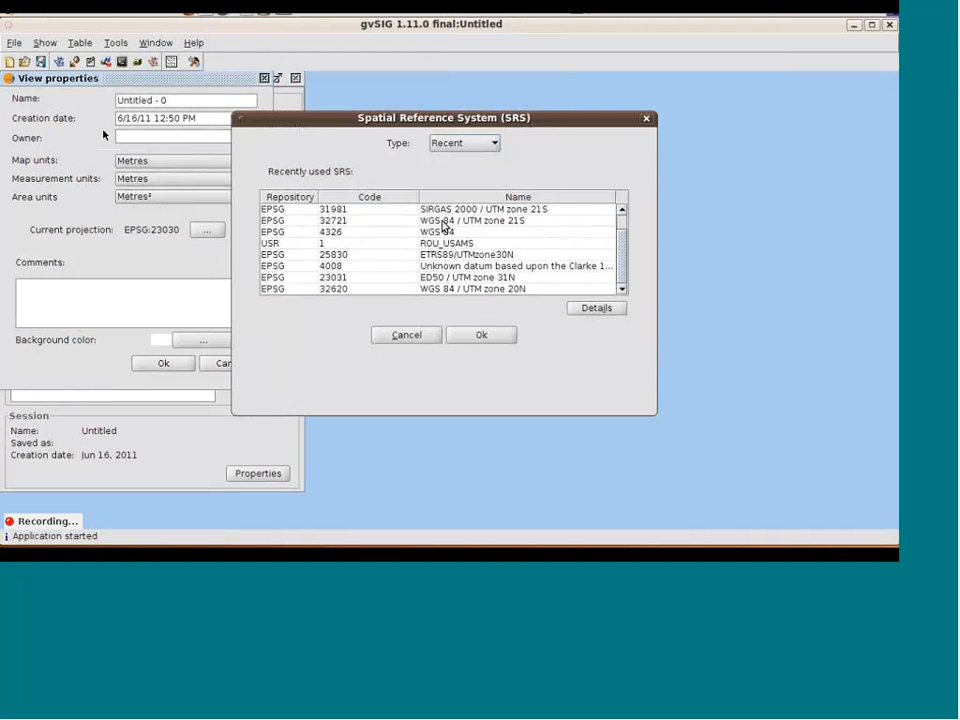 gvSIG 1.11.0 final:Untitled
File Show Table Tools Window Help
View properties
Name: Untitled - 0
Creation date: 6/16/11 12:50 PM
Owner:
Map units: Metres
Measurement units: Metres
Area units Metres²
Current projection: EPSG:23030 ...
Comments:
Background color: ...
Ok Can
Session
Name: Untitled
Saved as:
Creation date: Jun 16, 2011
Properties
Spatial Reference System (SRS)
Type: Recent
Recently used SRS:
Repository Code Name
EPSG 31981 SIRGAS 2000 / UTM zone 21S
EPSG 32721 WGS 84 / UTM zone 21S
EPSG 4326 WGS 84
USR 1 ROU_USAMS
EPSG 25830 ETRS89/UTMzone30N
EPSG 4008 Unknown datum based upon the Clarke 1...
EPSG 23031 ED50 / UTM zone 31N
EPSG 32620 WGS 84 / UTM zone 20N
Details
Cancel Ok
Recording...
Application started